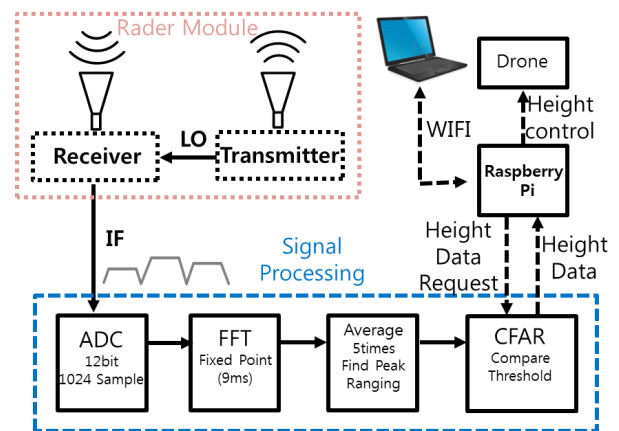 Rader Module
LO
Receiver
Transmitter
WIFI
Drone
Height
control
Raspberry
Pi
IF
Signal
Processing
Height
Data
Request
Height
Data
ADC
12bit
1024 Sample
FFT
Fixed Point
(9ms)
Average
5times
Find Peak
Ranging
CFAR
Compare
Threshold